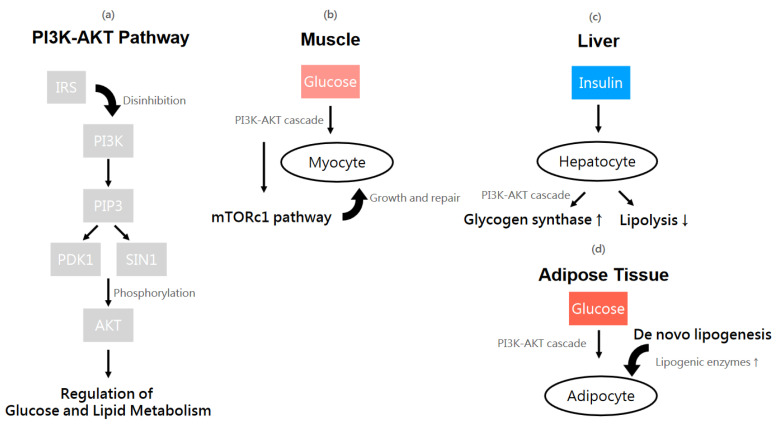 (a)
PI3K-AKT Pathway
IRS
Disinhibition
PI3K
PIP3
PDK1
SIN1
Phosphorylation
AKT
Regulation of
Glucose and Lipid Metabolism
(b)
Muscle
Glucose
PI3K-AKT cascade
Myocyte
Growth and repair
mTORc1 pathway
(c)
Liver
Insulin
Hepatocyte
PI3K-AKT cascade
Glycogen synthase ↑
Lipolysis ↓
(d)
Adipose Tissue
Glucose
De novo lipogenesis
PI3K-AKT cascade
Lipogenic enzymes ↑
Adipocyte